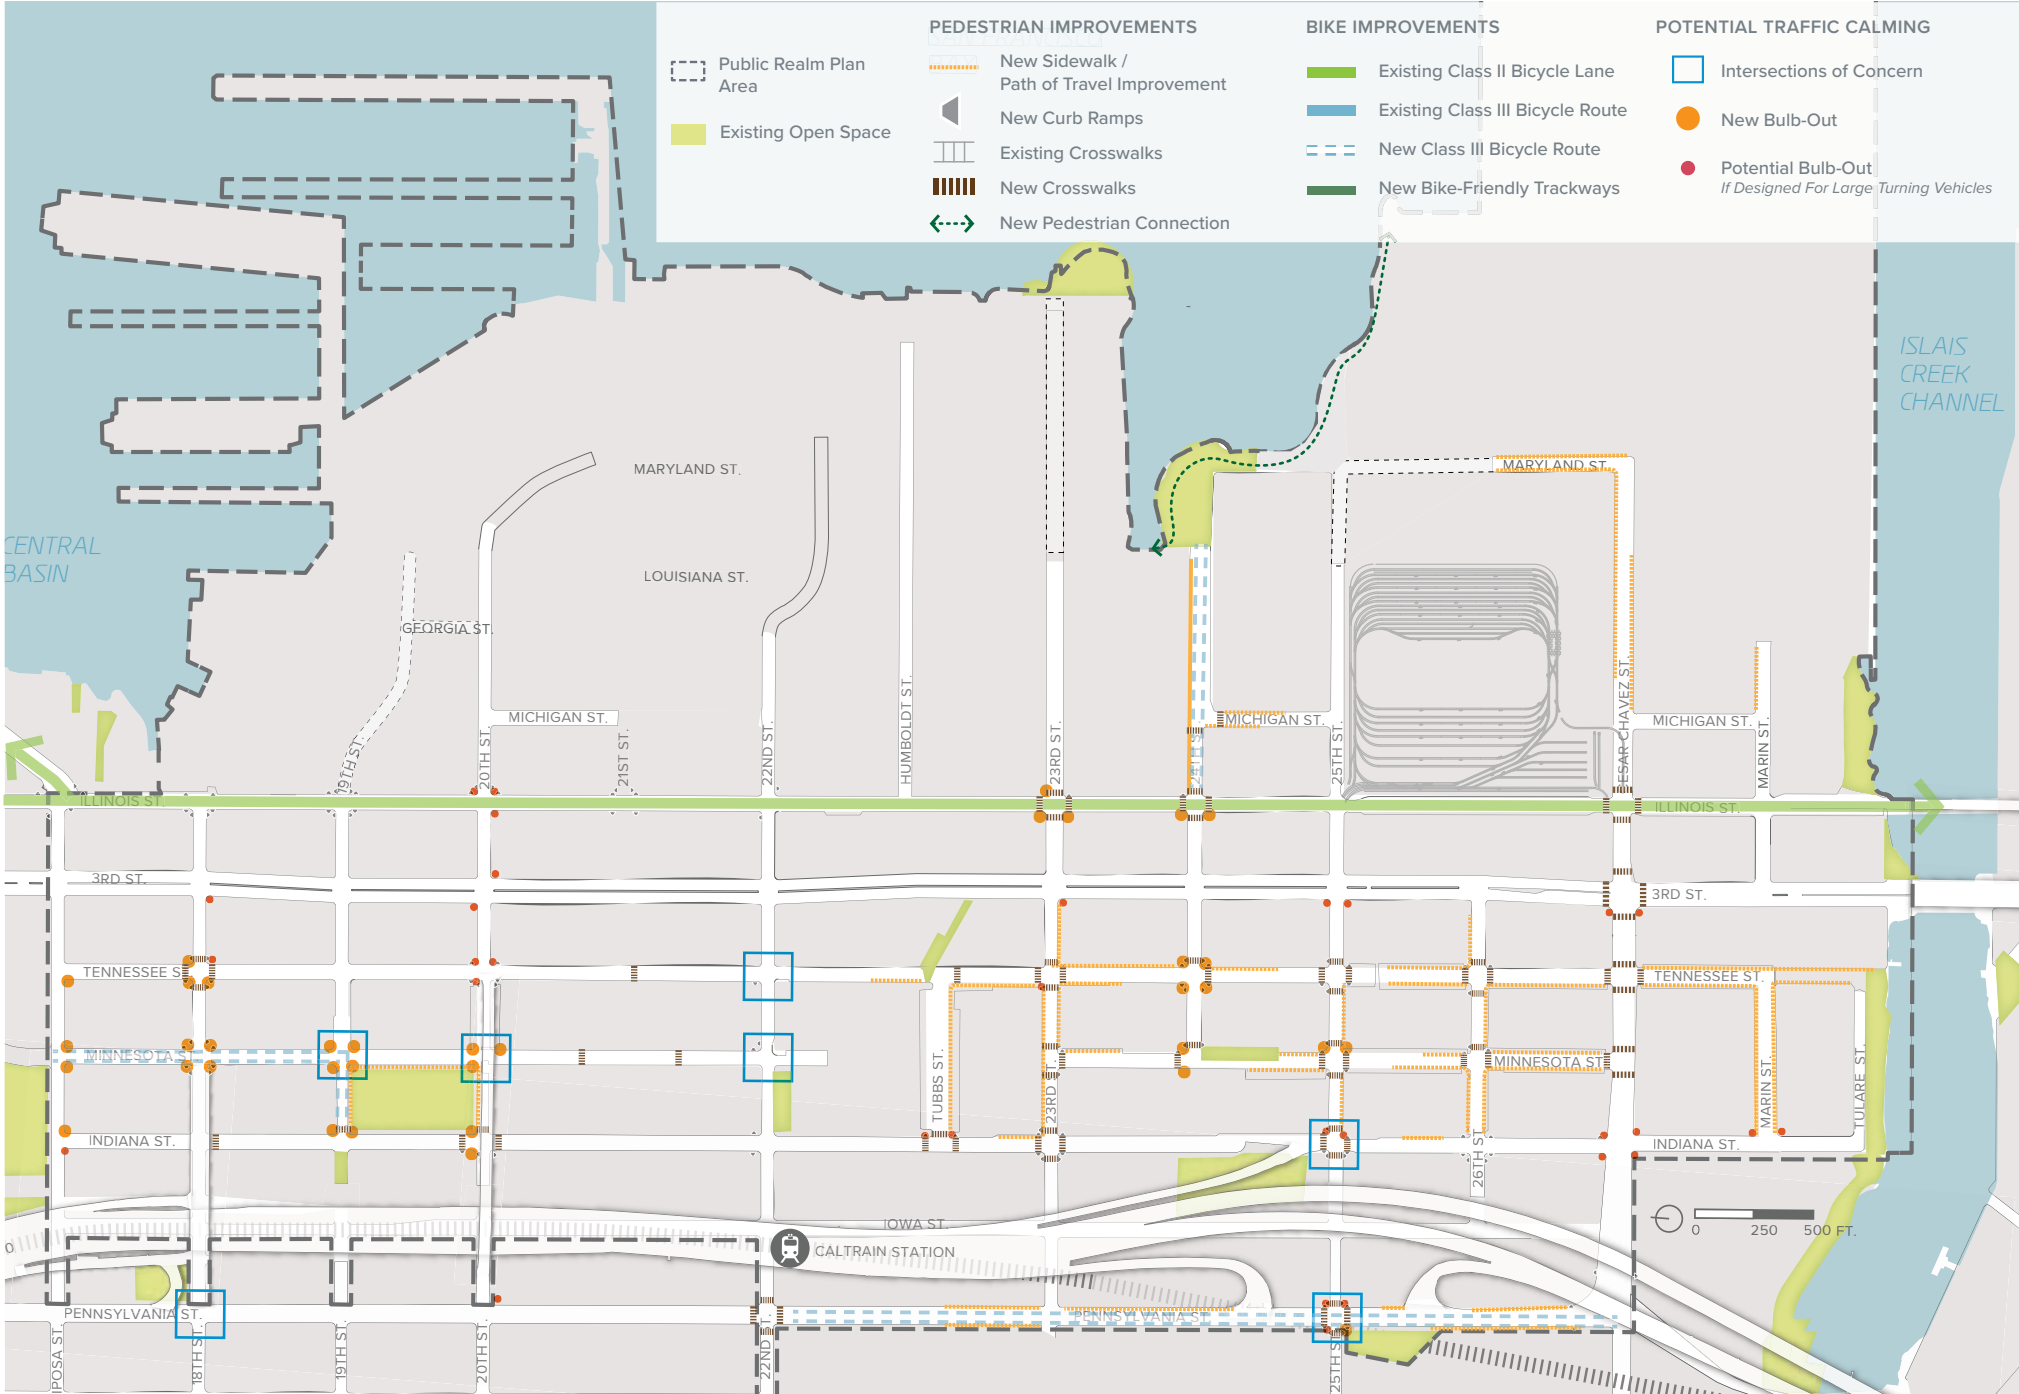 PEDESTRIAN IMPROVEMENTS
BIKE IMPROVEMENTS
POTENTIAL TRAFFIC CALMING
Public Realm Plan
Area
Existing Open Space
New Sidewalk /
Path of Travel Improvement
New Curb Ramps
Existing Crosswalks
New Crosswalks
New Pedestrian Connection
Existing Class II Bicycle Lane
Existing Class III Bicycle Route
New Class III Bicycle Route
New Bike-Friendly Trackways
Intersections of Concern
New Bulb-Out
Potential Bulb-Out
If Designed For Large Turning Vehicles
ISLAIS
CREEK
CHANNEL
CENTRAL
BASIN
MARYLAND ST.
MARYLAND ST.
LOUISIANA ST.
GEORGIA ST.
MICHIGAN ST.
MICHIGAN ST.
MICHIGAN ST.
19TH ST.
20TH ST.
21ST ST.
22ND ST.
HUMBOLDT ST.
23RD ST.
25TH ST.
ESAR CHAVEZ ST.
MARIN ST.
ILLINOIS ST.
ILLINOIS ST.
3RD ST.
3RD ST.
TENNESSEE S
TENNESSEE ST.
MINNESOTA ST.
MINNESOTA ST
TUBBS ST.
23RD
MARIN ST.
TULARE ST.
INDIANA ST.
INDIANA ST.
26TH ST.
IOWA ST.
CALTRAIN STATION
0 250 500 FT.
PENNSYLVANIA ST.
PENNSYLVANIA ST.
IPOSA ST.
18TH ST.
19TH ST.
20TH ST.
22ND T.
25TH ST.